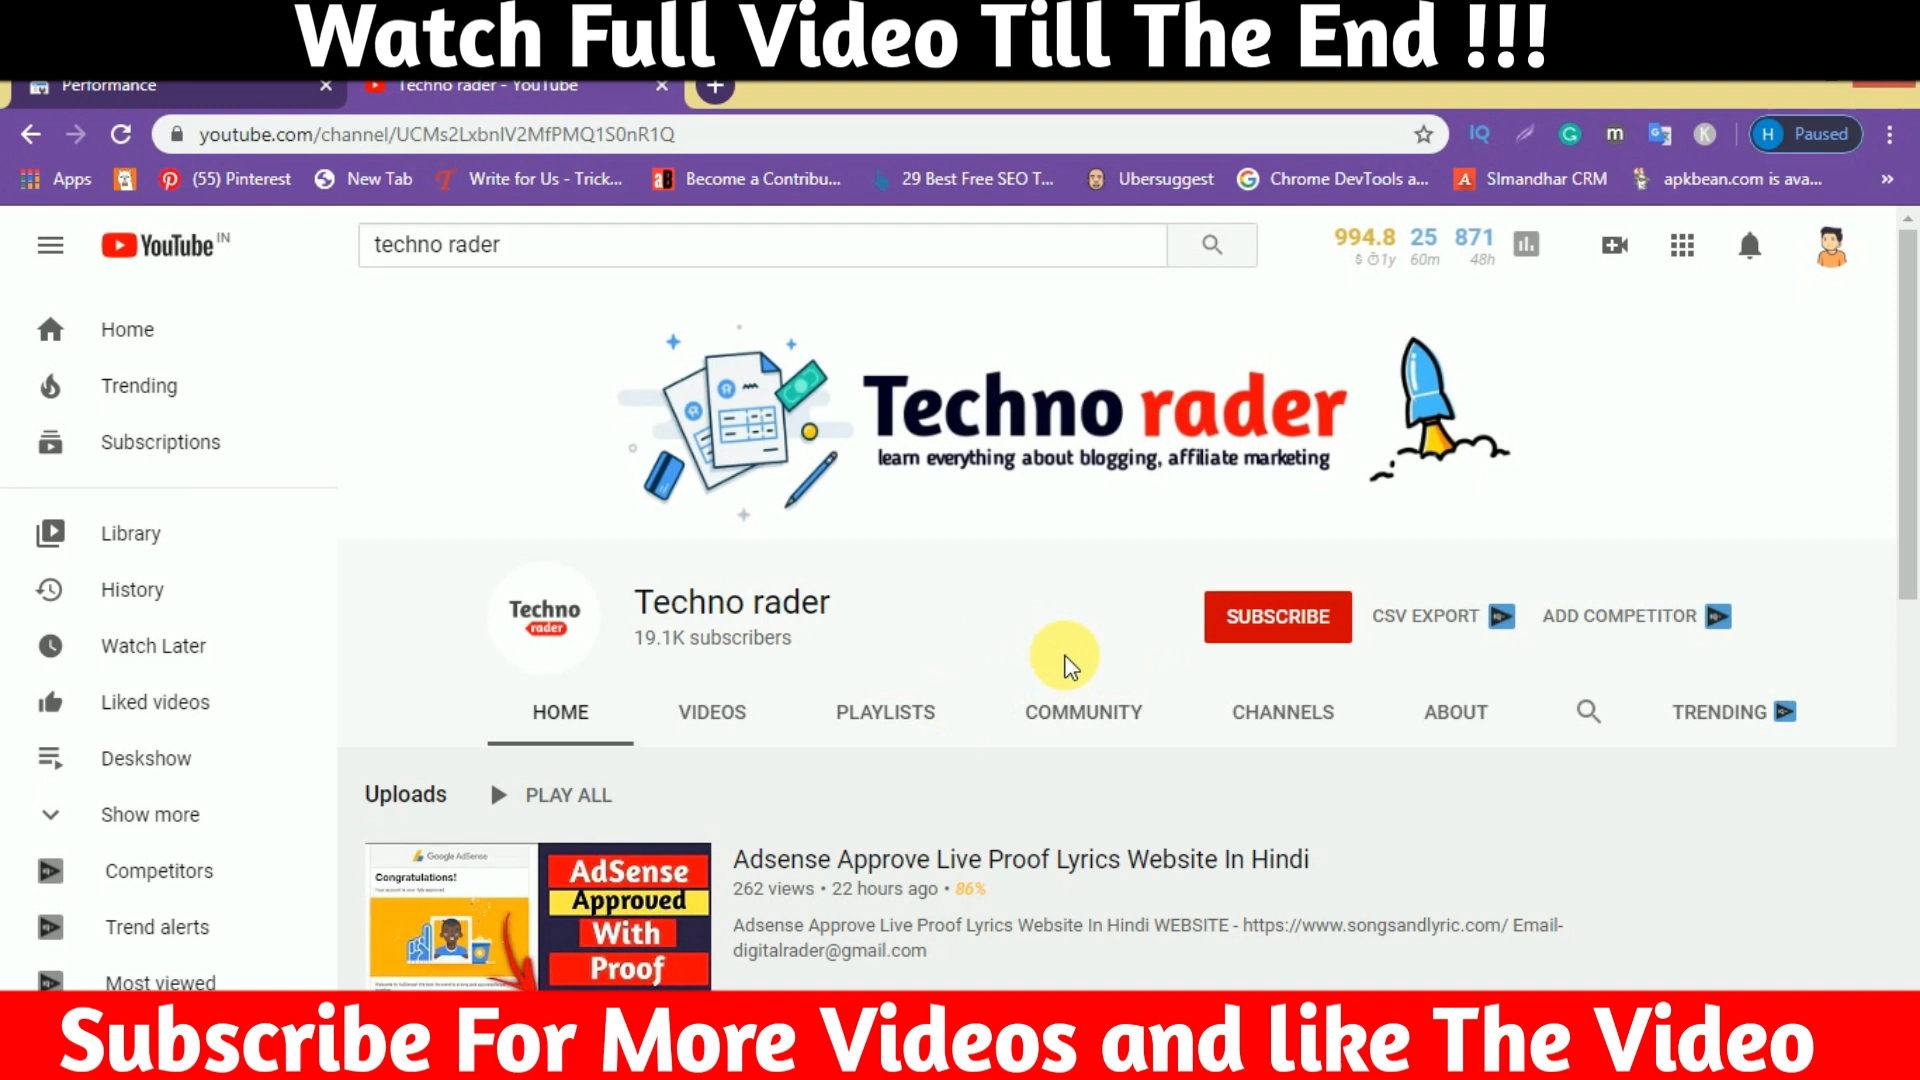 Watch Full Video Till The End !!!
Performance
Techno rader - YouTube
youtube.com/channel/UCMs2LxbnIV2MfPMQ1S0nR1Q
IQ
m
K
H Paused
Apps
(55) Pinterest
New Tab
Write for Us - Trick...
aB Become a Contribu...
29 Best Free SEO T...
Ubersuggest
Chrome DevTools a...
A SImandhar CRM
apkbean.com is ava...
»
YouTube IN
techno rader
994.8 25 871
$ 1y 60m 48h
Home
Trending
Subscriptions
Library
History
Watch Later
Liked videos
Deskshow
Show more
Competitors
Trend alerts
Most viewed
Techno rader
learn everything about blogging, affiliate marketing
Techno
rader
Techno rader
19.1K subscribers
SUBSCRIBE
CSV EXPORT
ADD COMPETITOR
HOME
VIDEOS
PLAYLISTS
COMMUNITY
CHANNELS
ABOUT
TRENDING
Uploads
PLAY ALL
Google AdSense
Congratulations!
AdSense
Approved
With
Proof
Adsense Approve Live Proof Lyrics Website In Hindi
262 views • 22 hours ago • 86%
Adsense Approve Live Proof Lyrics Website In Hindi WEBSITE - https://www.songsandlyric.com/ Email-
digitalrader@gmail.com
Subscribe For More Videos and like The Video